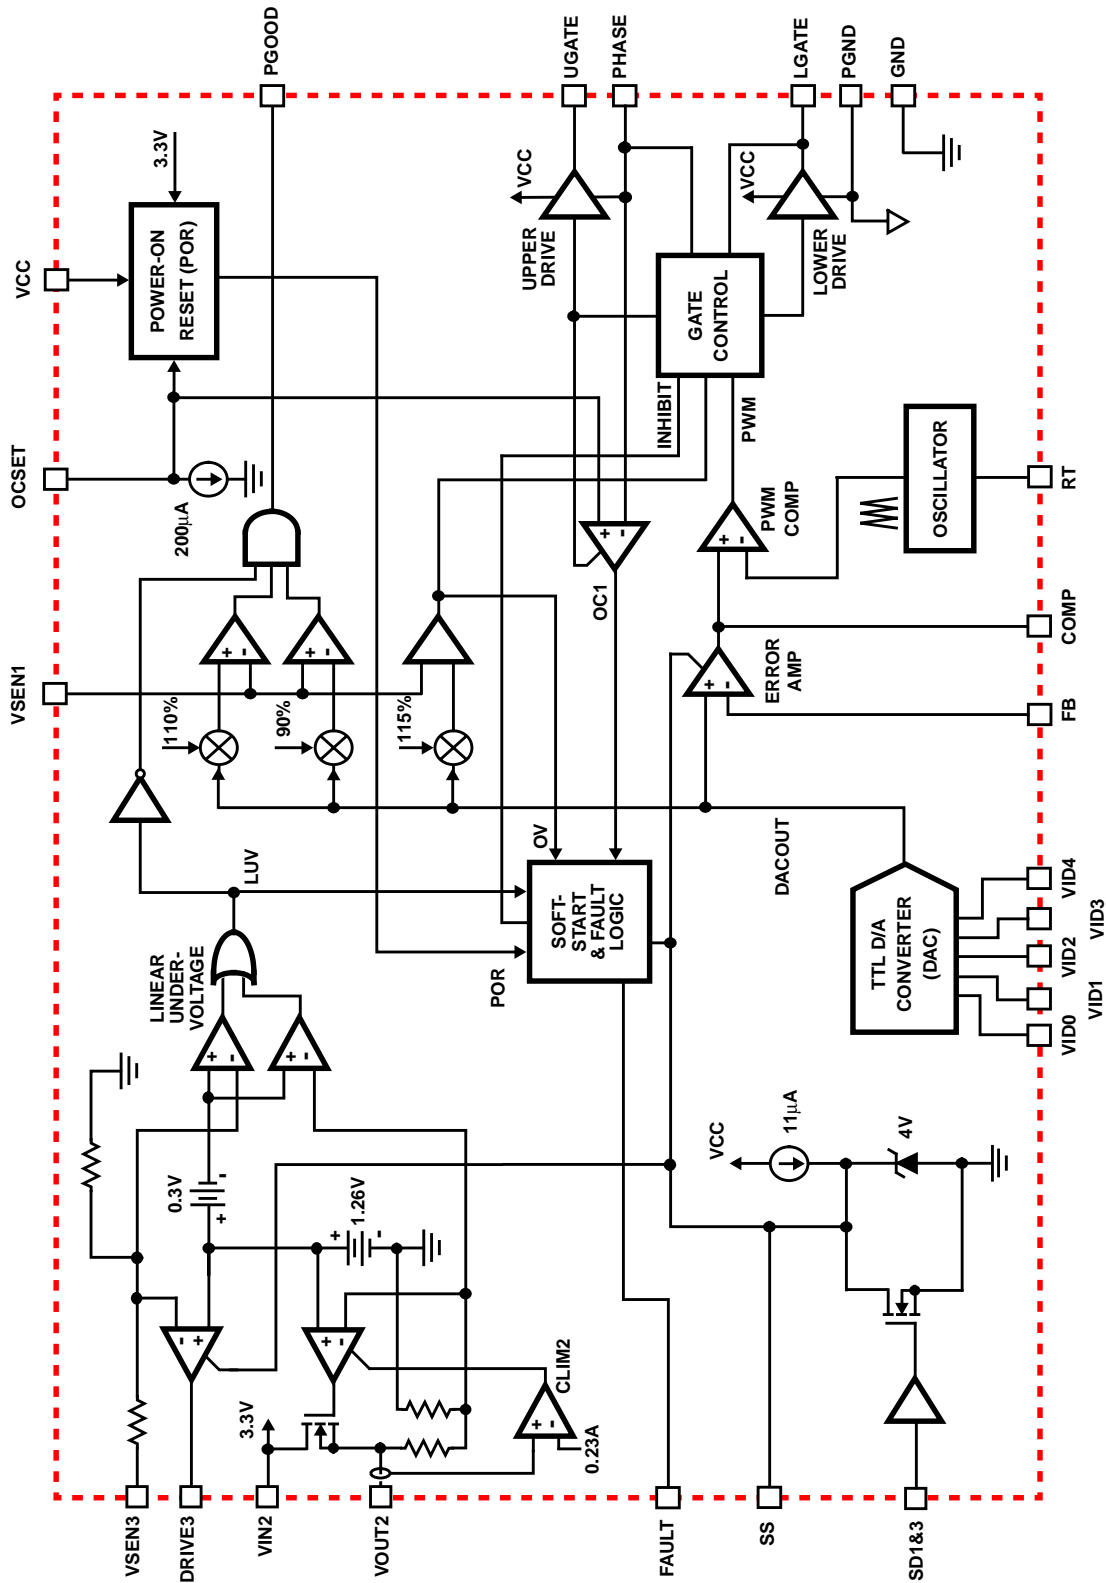 VSEN1
OCSET
VCC
PGOOD
3.3V
POWER-ON
RESET (POR)
200µA
110%
90%
115%
+
-
+
-
LINEAR
UNDER-
VOLTAGE
LUV
+
-
+
-
0.3V
+
-
1.26V
+
-
-
+
+
-
3.3V
CLIM2
+
-
0.23A
VSEN3
DRIVE3
VIN2
VOUT2
FAULT
SS
SD1&3
POR
OV
SOFT-
START
& FAULT
LOGIC
OC1
+
-
INHIBIT
PWM
GATE
CONTROL
UPPER
DRIVE
VCC
LOWER
DRIVE
VCC
UGATE
PHASE
LGATE
PGND
GND
PWM
COMP
+
-
ERROR
AMP
+
-
OSCILLATOR
RT
COMP
FB
DACOUT
TTL D/A
CONVERTER
(DAC)
VID0
VID1
VID2
VID3
VID4
VCC
11µA
4V